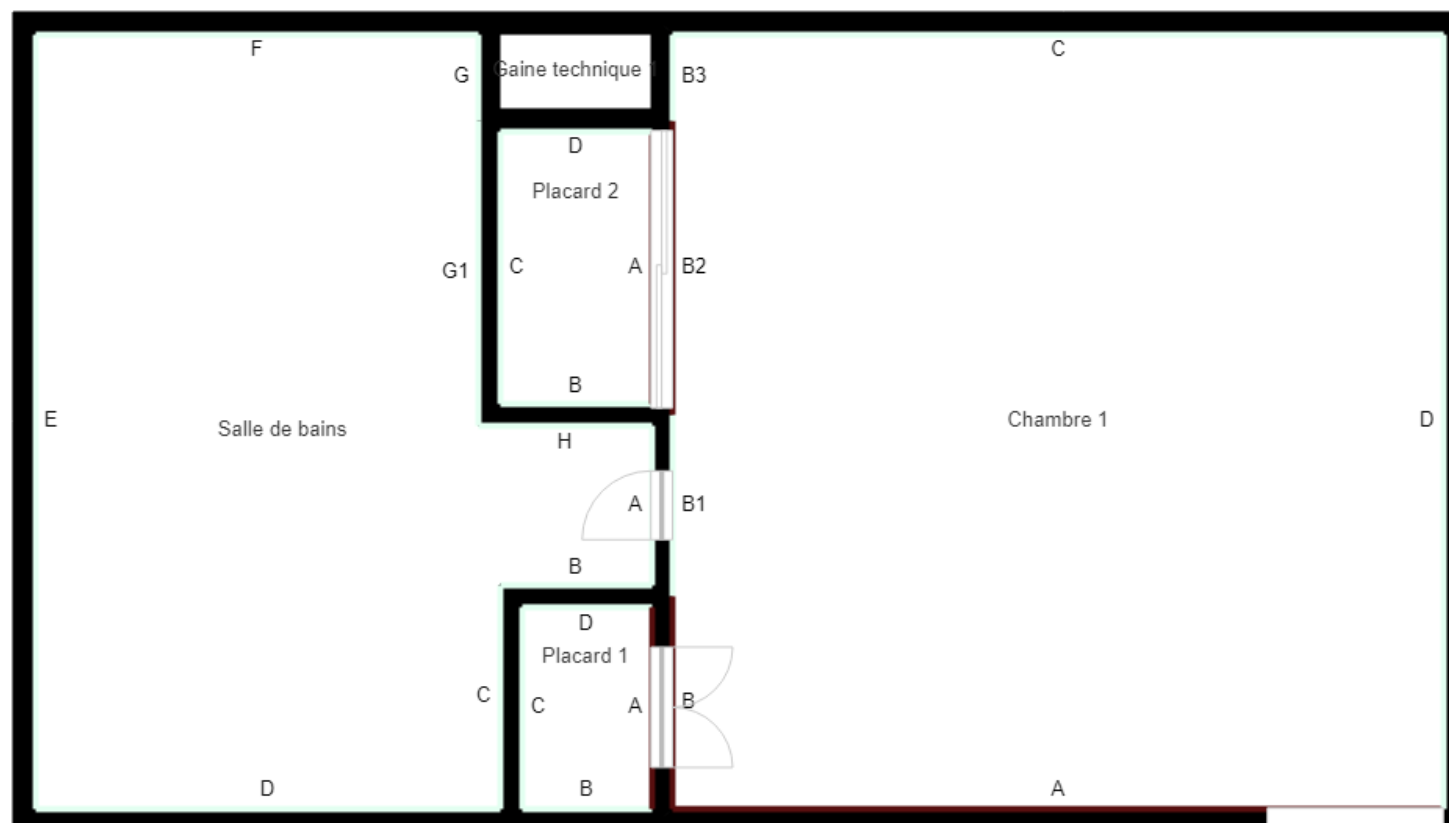 F
C
G
Gaine technique 1
B3
D
Placard 2
G1
C
A
B2
B
E
Salle de bains
Chambre 1
D
H
A
B1
B
D
Placard 1
C
C
A
B
D
B
A